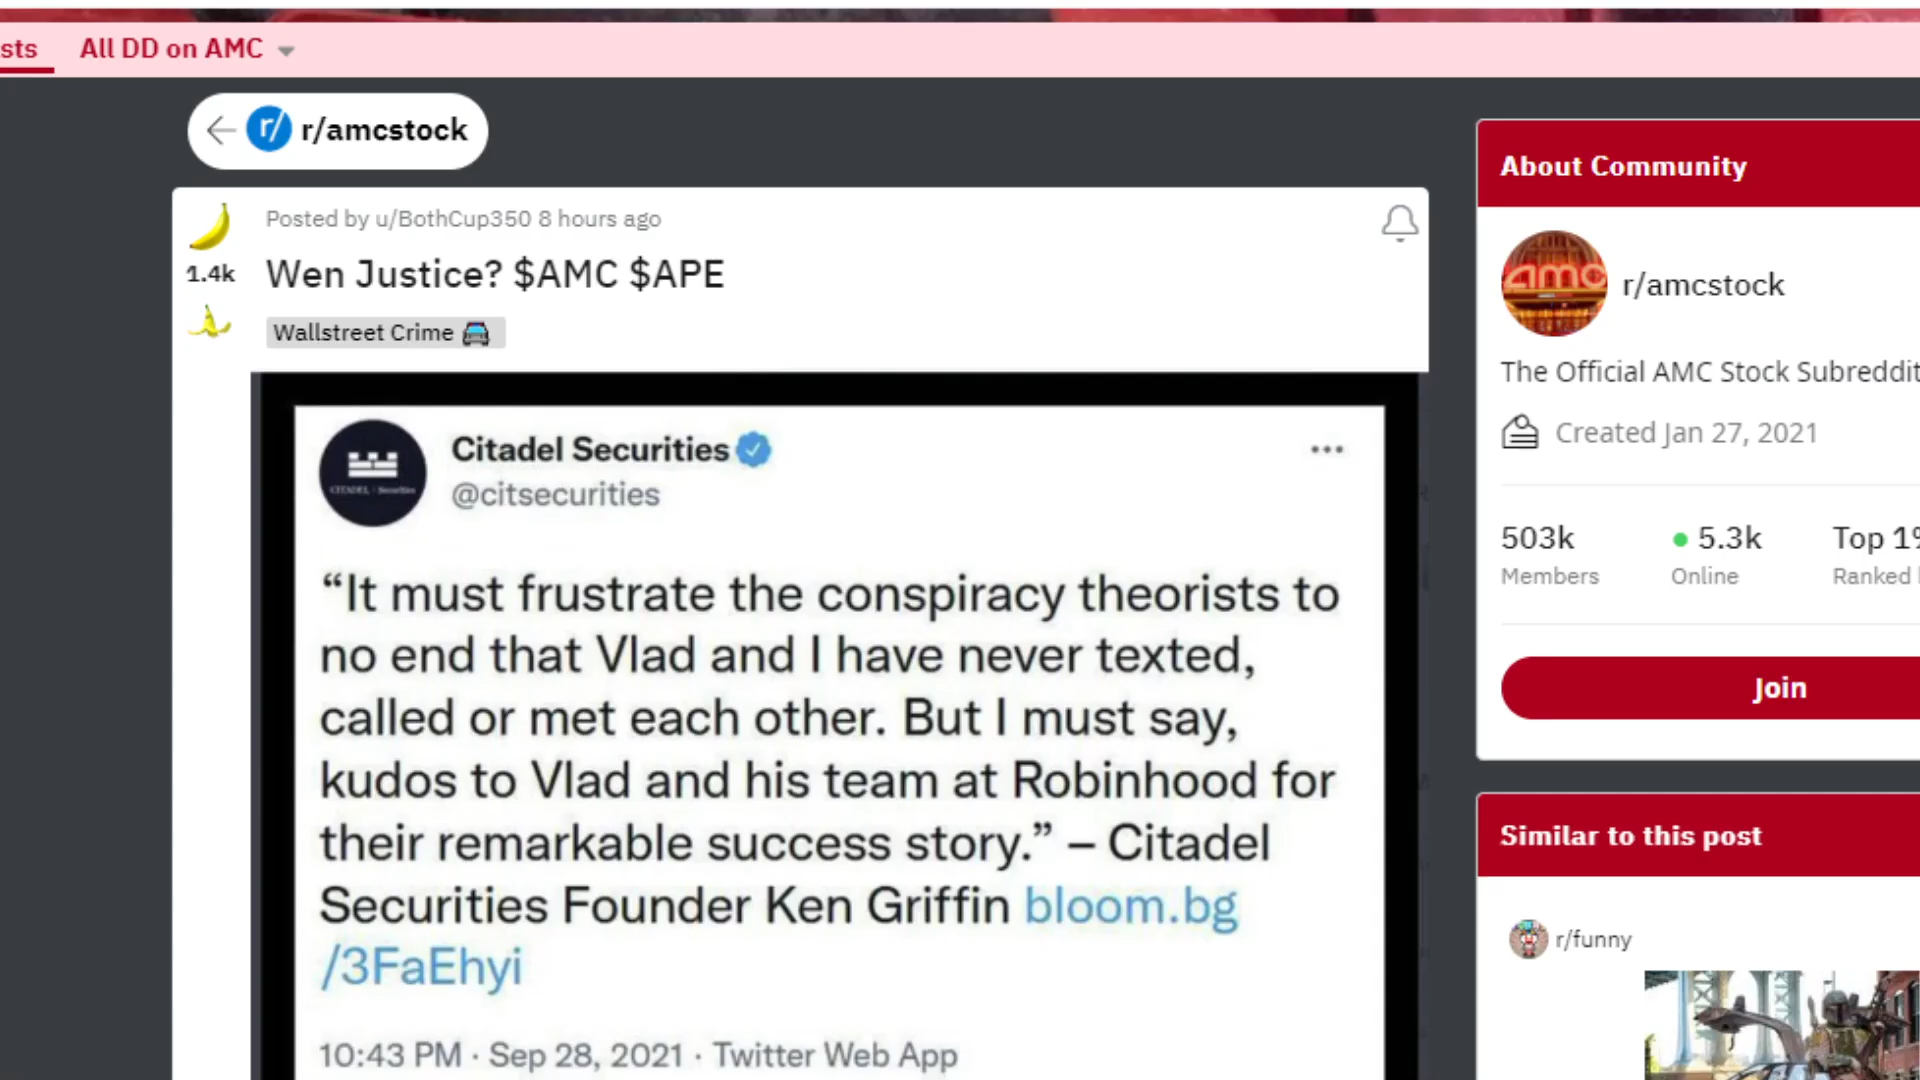 sts
All DD on AMC
r/
r/amcstock
Posted by u/BothCup350 8 hours ago
1.4k
Wen Justice? $AMC $APE
Wallstreet Crime
CITADEL | Securities
Citadel Securities
@citsecurities
“It must frustrate the conspiracy theorists to
no end that Vlad and I have never texted,
called or met each other. But I must say,
kudos to Vlad and his team at Robinhood for
their remarkable success story.” – Citadel
Securities Founder Ken Griffin bloom.bg
/3FaEhyi
10:43 PM · Sep 28, 2021 · Twitter Web App
About Community
amc
r/amcstock
The Official AMC Stock Subreddit
Created Jan 27, 2021
503k
Members
5.3k
Online
Top 1%
Ranked
Join
Similar to this post
r/funny